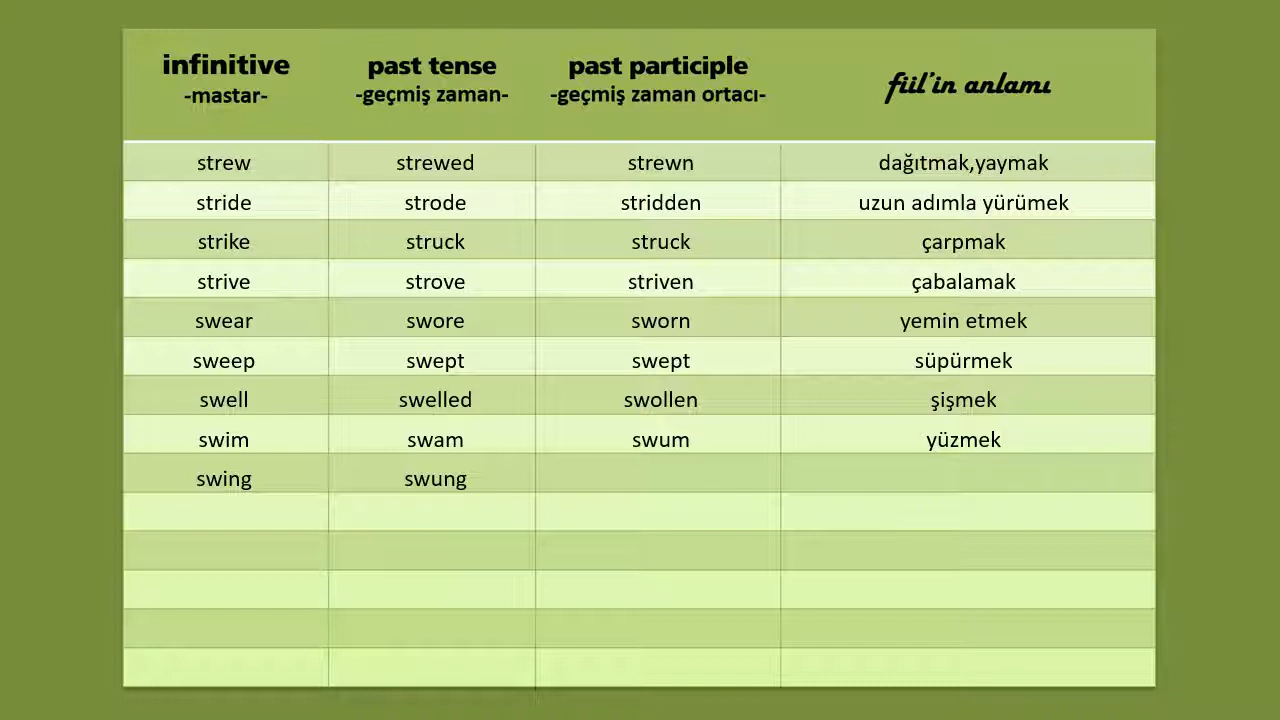 infinitive past tense past participle fiil'in anlamı
-mastar- -geçmiş zaman- -geçmiş zaman ortacı-
strew strewed strewn dağıtmak,yaymak
stride strode stridden uzun adımla yürümek
strike struck struck çarpmak
strive strove striven çabalamak
swear swore sworn yemin etmek
sweep swept swept süpürmek
swell swelled swollen şişmek
swim swam swum yüzmek
swing swung